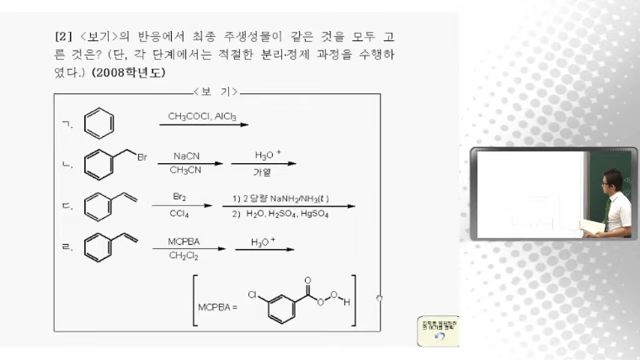 [2] <보기>의 반응에서 최종 주생성물이 같은 것을 모두 고
른 것은? (단, 각 단계에서는 적절한 분리·정제 과정을 수행하
였다.) (2008학년도)
<보 기>
ㄱ. CH₃COCl, AlCl₃
ㄴ. Br NaCN CH₃CN H₃O⁺ 가열
ㄷ. Br₂ CCl₄ 1) 2당량 NaNH₂/NH₃(ℓ) 2) H₂O, H₂SO₄, HgSO₄
ㄹ. MCPBA CH₂Cl₂ H₃O⁺
MCPBA = Cl O O O H